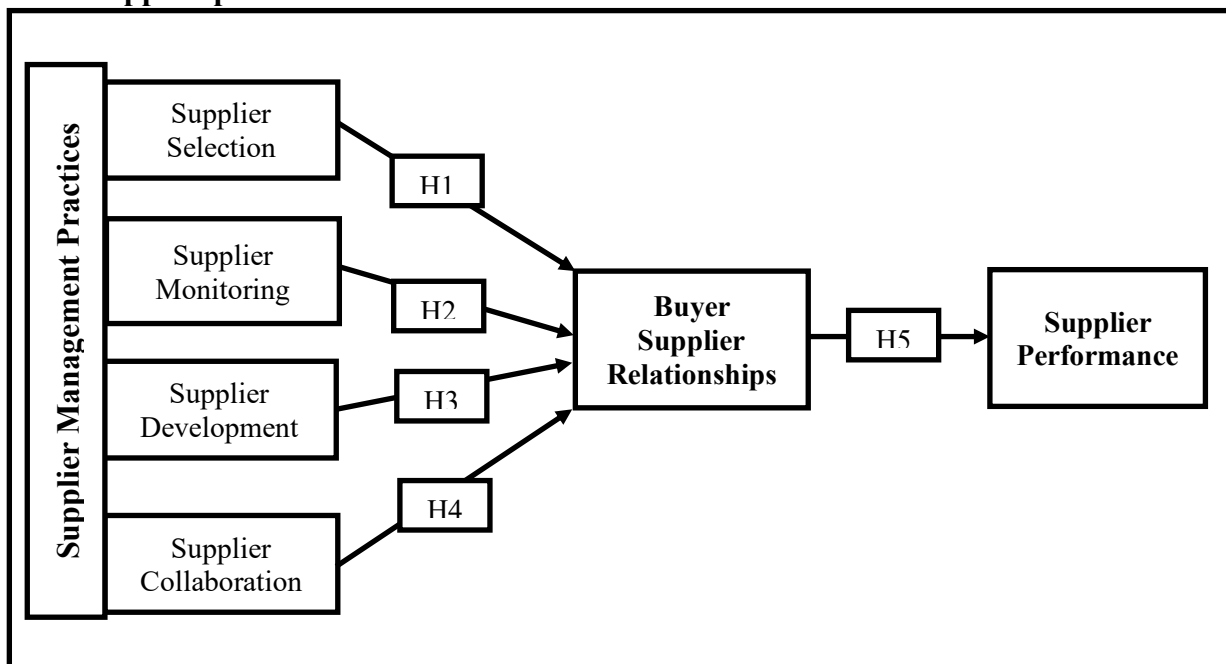 Supplier Management Practices
Supplier
Selection
H1
Supplier
Monitoring
H2
Supplier
Development
H3
Supplier
Collaboration
H4
Buyer
Supplier
Relationships
H5
Supplier
Performance